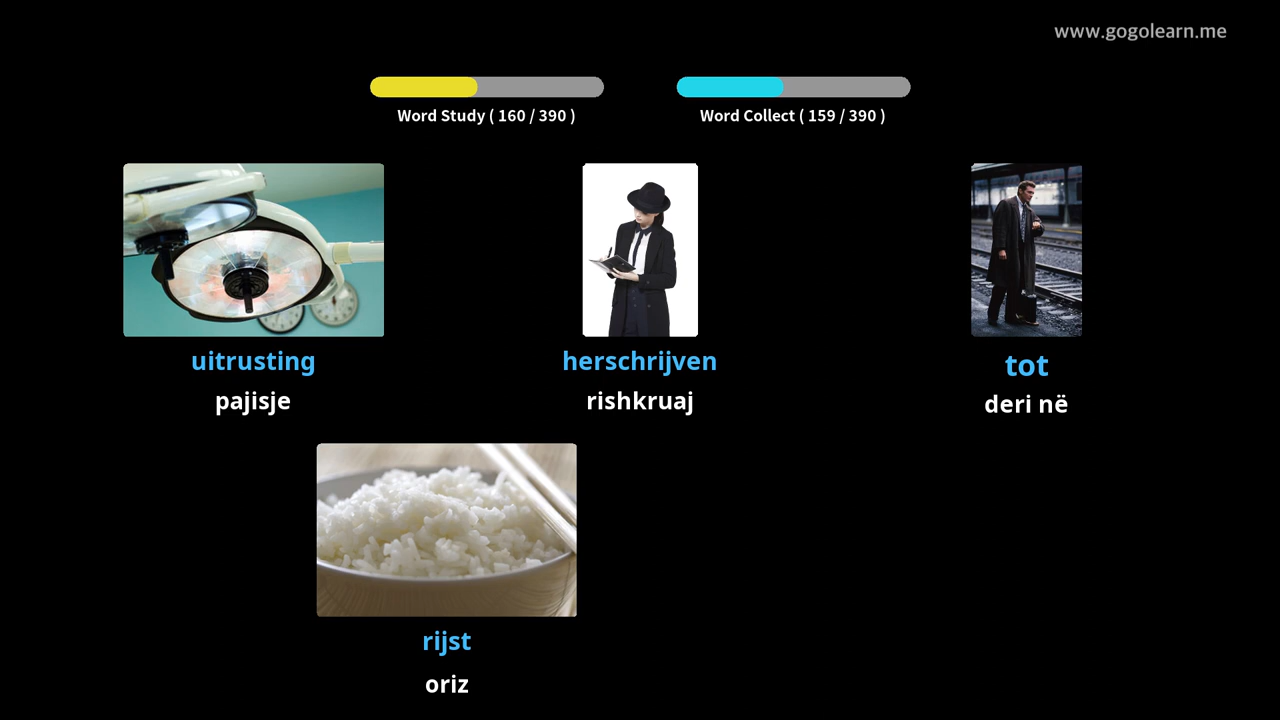 www.gogolearn.me
Word Study ( 160 / 390 )
Word Collect ( 159 / 390 )
uitrusting
herschrijven
tot
pajisje
rishkruaj
deri në
rijst
oriz